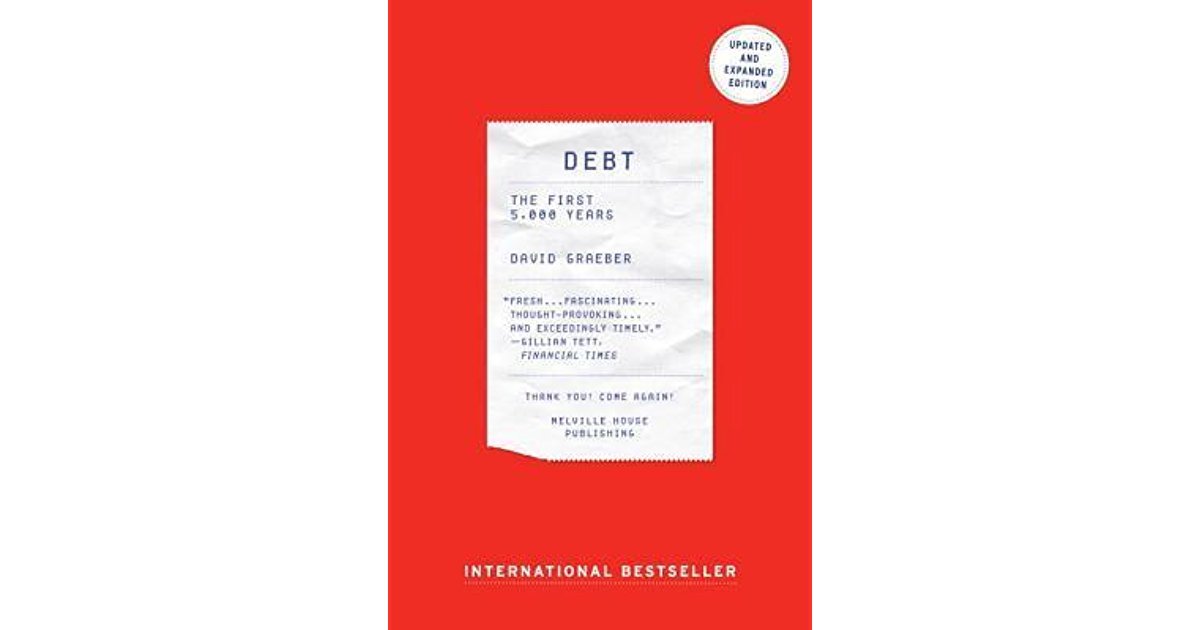 UPDATED
AND
EXPANDED
EDITION
DEBT
THE FIRST
5,000 YEARS
DAVID GRAEBER
"FRESH...FASCINATING...
THOUGHT-PROVOKING...
AND EXCEEDINGLY TIMELY."
—GILLIAN TETT,
FINANCIAL TIMES
THANK YOU! COME AGAIN!
MELVILLE HOUSE
PUBLISHING
INTERNATIONAL BESTSELLER